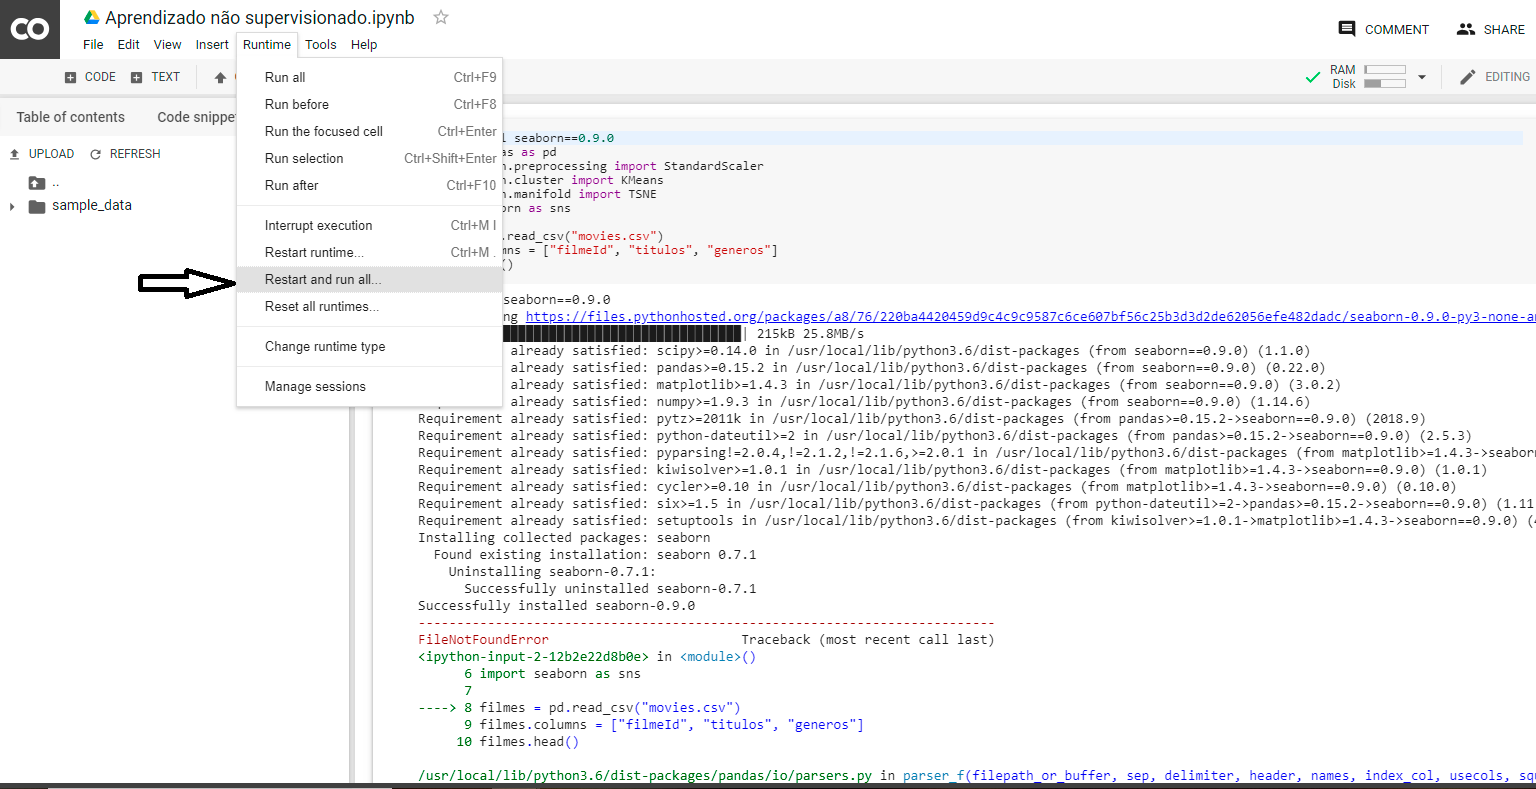 CO
Aprendizado não supervisionado.ipynb
File Edit View Insert Runtime Tools Help
COMMENT SHARE
CODE TEXT
RAM
Disk
EDITING
Table of contents Code snippe
UPLOAD REFRESH
..
sample_data
Run all Ctrl+F9
Run before Ctrl+F8
Run the focused cell Ctrl+Enter
Run selection Ctrl+Shift+Enter
Run after Ctrl+F10
Interrupt execution Ctrl+M I
Restart runtime... Ctrl+M .
Restart and run all...
Reset all runtimes...
Change runtime type
Manage sessions
l seaborn==0.9.0
as as pd
n.preprocessing import StandardScaler
n.cluster import KMeans
n.manifold import TSNE
orn as sns
.read_csv("movies.csv")
mns = ["filmeId", "titulos", "generos"]
()
seaborn==0.9.0
ng https://files.pythonhosted.org/packages/a8/76/220ba4420459d9c4c9c9587c6ce607bf56c25b3d3d2de62056efe482dadc/seaborn-0.9.0-py3-none-an
| 215kB 25.8MB/s
already satisfied: scipy>=0.14.0 in /usr/local/lib/python3.6/dist-packages (from seaborn==0.9.0) (1.1.0)
already satisfied: pandas>=0.15.2 in /usr/local/lib/python3.6/dist-packages (from seaborn==0.9.0) (0.22.0)
already satisfied: matplotlib>=1.4.3 in /usr/local/lib/python3.6/dist-packages (from seaborn==0.9.0) (3.0.2)
already satisfied: numpy>=1.9.3 in /usr/local/lib/python3.6/dist-packages (from seaborn==0.9.0) (1.14.6)
Requirement already satisfied: pytz>=2011k in /usr/local/lib/python3.6/dist-packages (from pandas>=0.15.2->seaborn==0.9.0) (2018.9)
Requirement already satisfied: python-dateutil>=2 in /usr/local/lib/python3.6/dist-packages (from pandas>=0.15.2->seaborn==0.9.0) (2.5.3)
Requirement already satisfied: pyparsing!=2.0.4,!=2.1.2,!=2.1.6,>=2.0.1 in /usr/local/lib/python3.6/dist-packages (from matplotlib>=1.4.3->seabor
Requirement already satisfied: kiwisolver>=1.0.1 in /usr/local/lib/python3.6/dist-packages (from matplotlib>=1.4.3->seaborn==0.9.0) (1.0.1)
Requirement already satisfied: cycler>=0.10 in /usr/local/lib/python3.6/dist-packages (from matplotlib>=1.4.3->seaborn==0.9.0) (0.10.0)
Requirement already satisfied: six>=1.5 in /usr/local/lib/python3.6/dist-packages (from python-dateutil>=2->pandas>=0.15.2->seaborn==0.9.0) (1.11
Requirement already satisfied: setuptools in /usr/local/lib/python3.6/dist-packages (from kiwisolver>=1.0.1->matplotlib>=1.4.3->seaborn==0.9.0) (4
Installing collected packages: seaborn
Found existing installation: seaborn 0.7.1
Uninstalling seaborn-0.7.1:
Successfully uninstalled seaborn-0.7.1
Successfully installed seaborn-0.9.0
---------------------------------------------------------------------------
FileNotFoundError Traceback (most recent call last)
<ipython-input-2-12b2e22d8b0e> in <module>()
6 import seaborn as sns
7
----> 8 filmes = pd.read_csv("movies.csv")
9 filmes.columns = ["filmeId", "titulos", "generos"]
10 filmes.head()
/usr/local/lib/python3.6/dist-packages/pandas/io/parsers.py in parser_f(filepath_or_buffer, sep, delimiter, header, names, index_col, usecols, squ